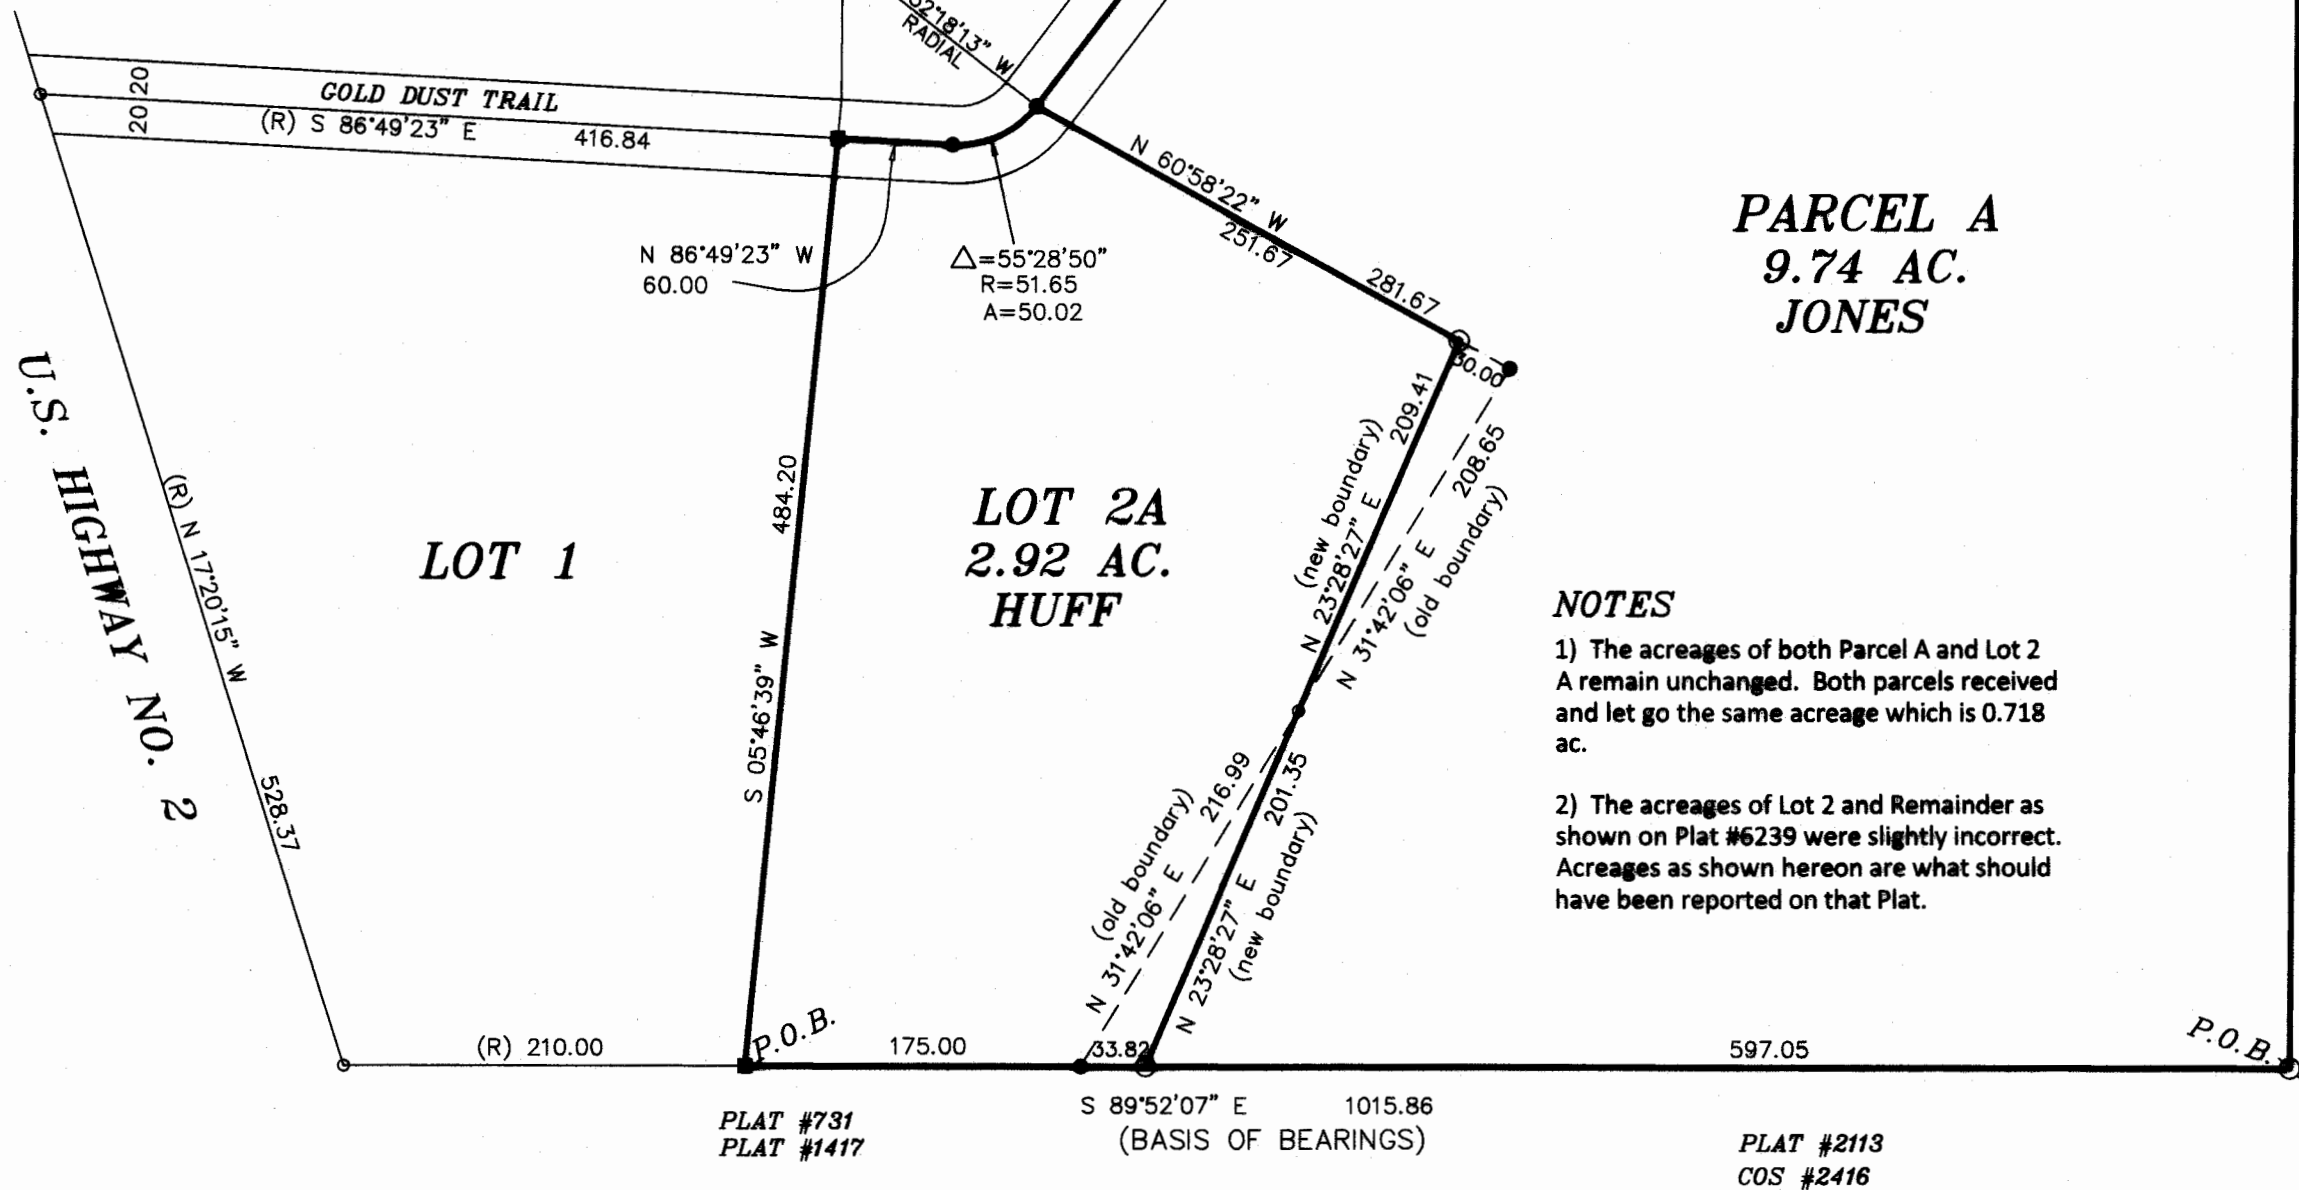 52°18'13" W
RADIAL
20 20
20 20
GOLD DUST TRAIL
(R) S 86°49'23" E 416.84
N 86°49'23" W
60.00
△=55°28'50"
R=51.65
A=50.02
N 60°58'22" W
251.67
281.67
30.00
PARCEL A
9.74 AC.
JONES
U.S. HIGHWAY NO. 2
(R) N 17°20'15" W
528.37
LOT 1
484.20
S 05°46'39" W
LOT 2A
2.92 AC.
HUFF
209.41
(new boundary)
N 23°28'27" E
208.65
N 31°42'06" E
(old boundary)
NOTES
1) The acreages of both Parcel A and Lot 2
A remain unchanged. Both parcels received
and let go the same acreage which is 0.718
ac.
2) The acreages of Lot 2 and Remainder as
shown on Plat #6239 were slightly incorrect.
Acreages as shown hereon are what should
have been reported on that Plat.
216.99
(old boundary)
N 31°42'06" E
201.35
N 23°28'27" E
(new boundary)
P.O.B.
P.O.B.
(R) 210.00
175.00
33.82
597.05
S 89°52'07" E 1015.86
(BASIS OF BEARINGS)
PLAT #731
PLAT #1417
PLAT #2113
COS #2416